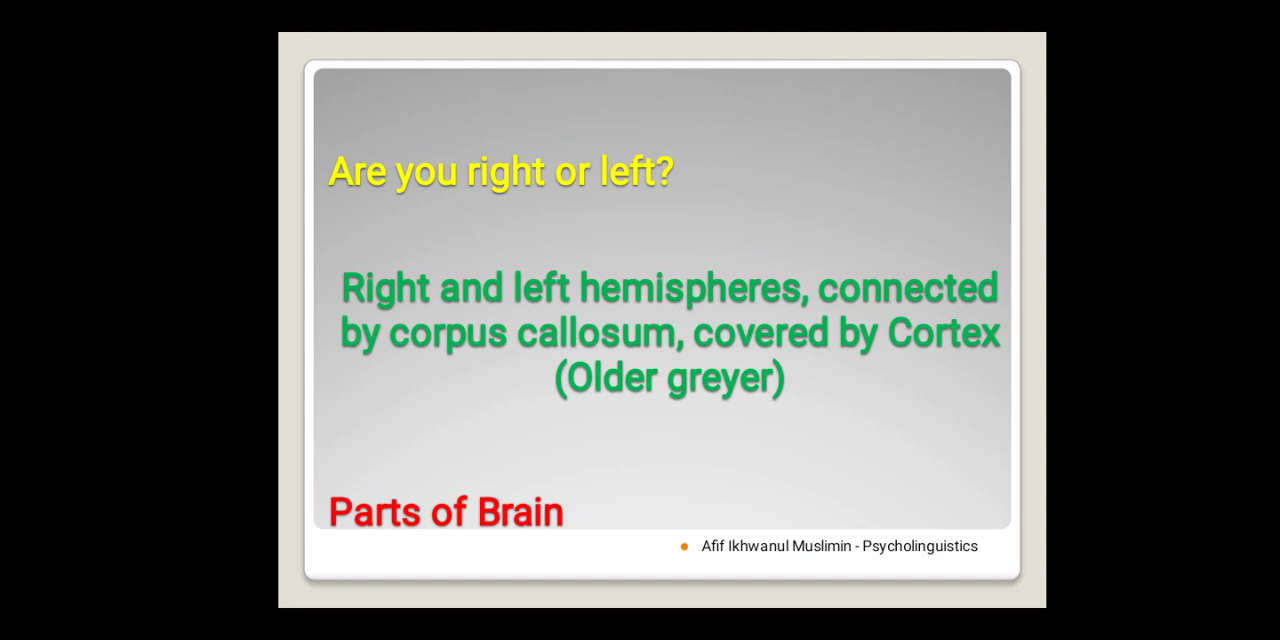 Are you right or left?
Right and left hemispheres, connected
by corpus callosum, covered by Cortex
(Older greyer)
Parts of Brain
Afif Ikhwanul Muslimin - Psycholinguistics